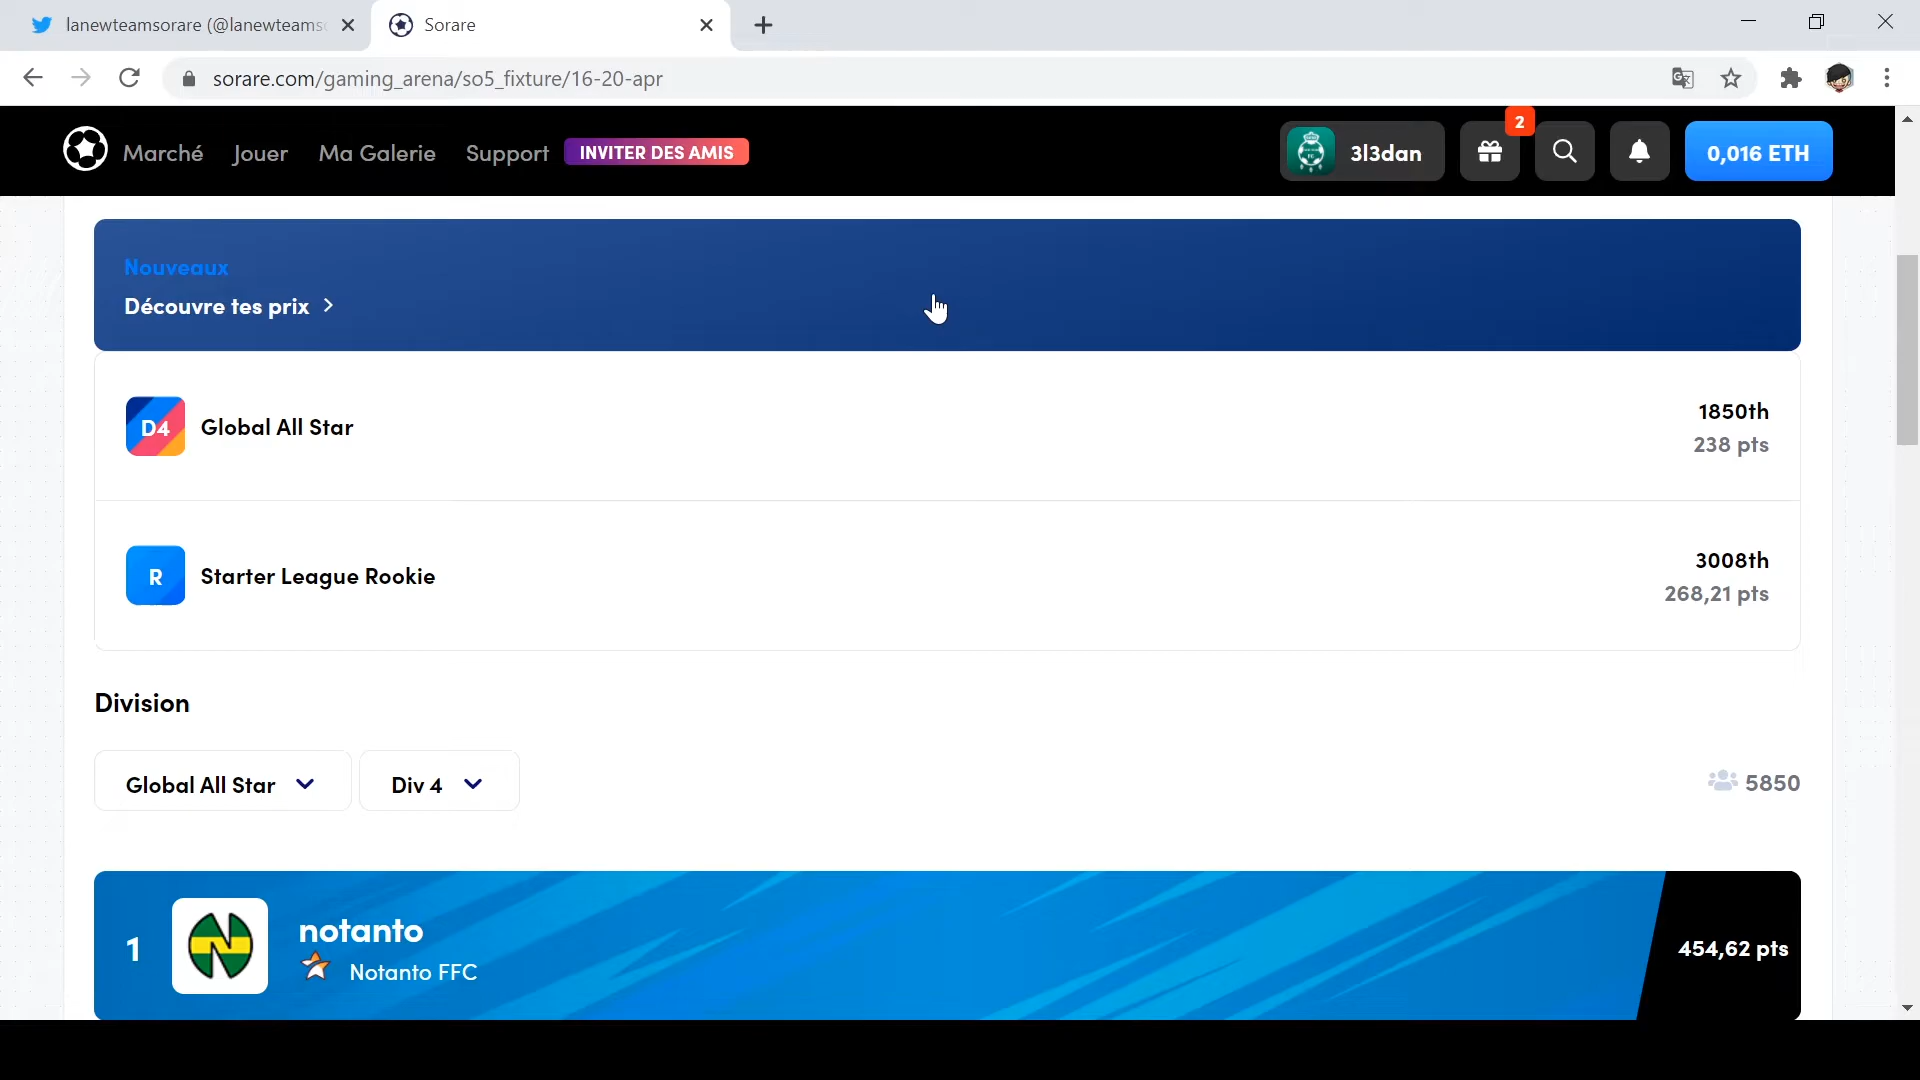 lanewteamsorare (@lanewteams
Sorare
sorare.com/gaming_arena/so5_fixture/16-20-apr
Marché Jouer Ma Galerie Support INVITER DES AMIS 3l3dan 2 0,016 ETH
Nouveaux
Découvre tes prix
D4 Global All Star 1850th
238 pts
R Starter League Rookie 3008th
268,21 pts
Division
Global All Star Div 4 5850
1 N notanto 454,62 pts
Notanto FFC